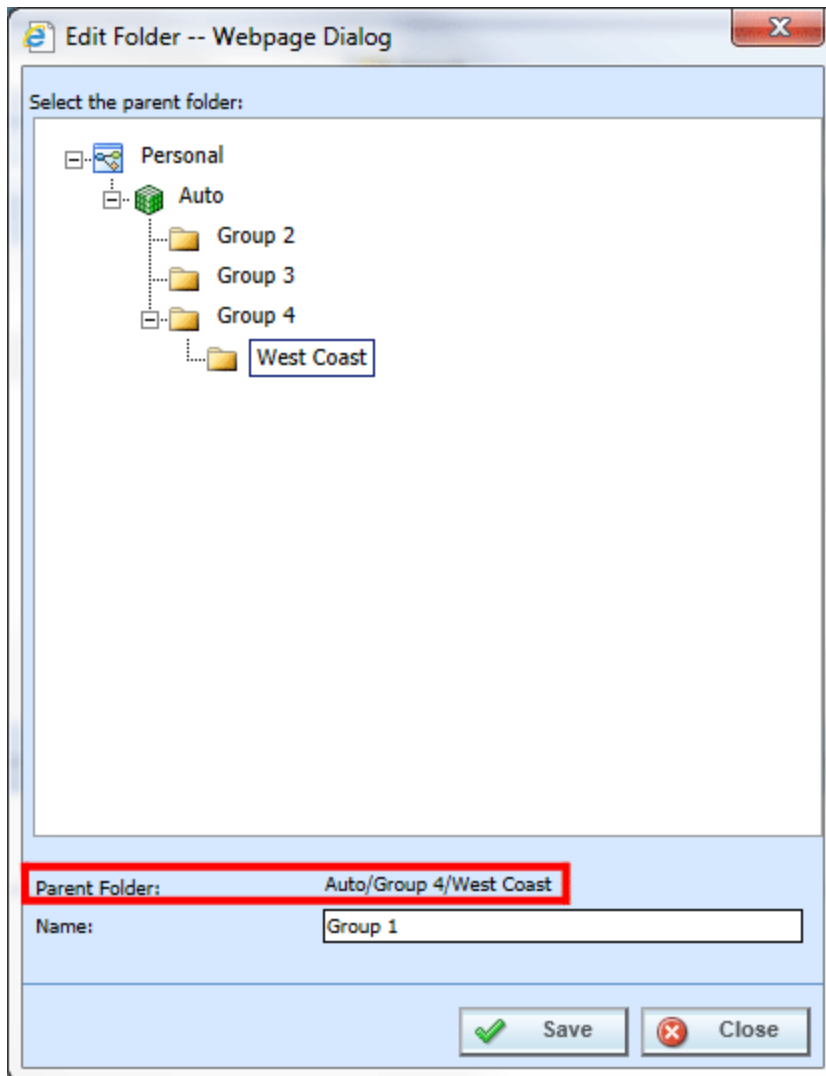 Edit Folder -- Webpage Dialog
Select the parent folder:
Personal
Auto
Group 2
Group 3
Group 4
West Coast
Parent Folder: Auto/Group 4/West Coast
Name: Group 1
Save Close